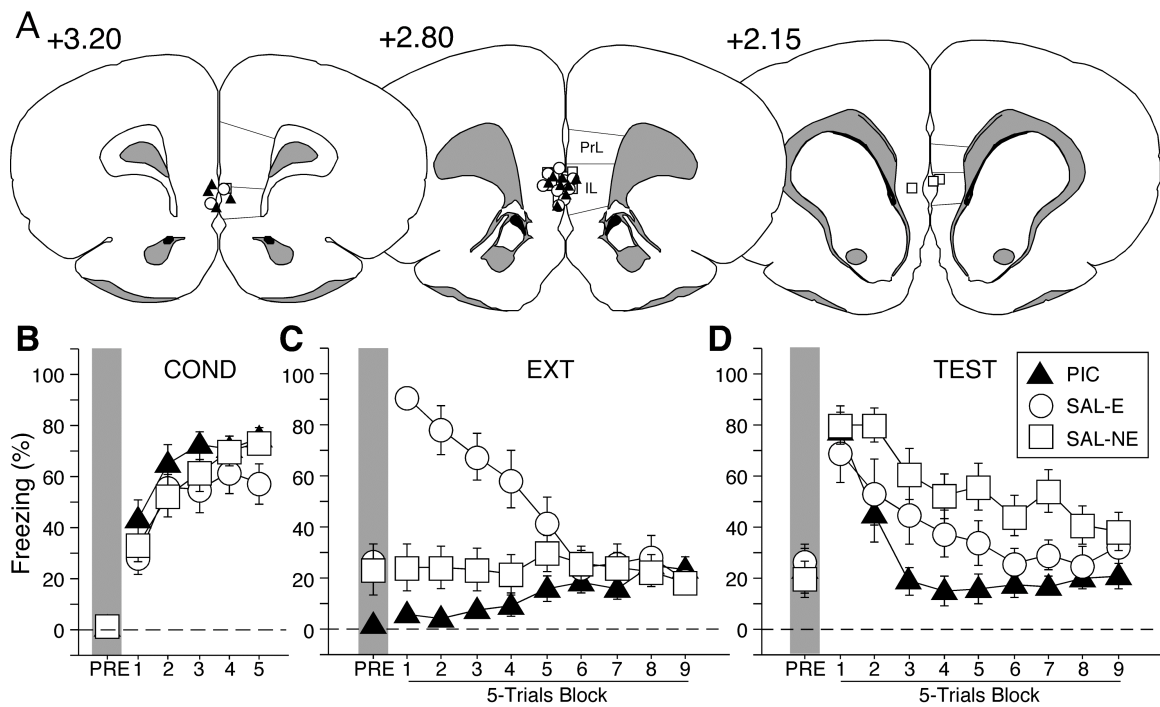 A
+3.20
+2.80
+2.15
PrL
IL
B
COND
Freezing (%)
100
80
60
40
20
0
PRE 1 2 3 4 5
C
EXT
100
80
60
40
20
0
PRE 1 2 3 4 5 6 7 8 9
5-Trials Block
D
TEST
PIC
SAL-E
SAL-NE
100
80
60
40
20
0
PRE 1 2 3 4 5 6 7 8 9
5-Trials Block